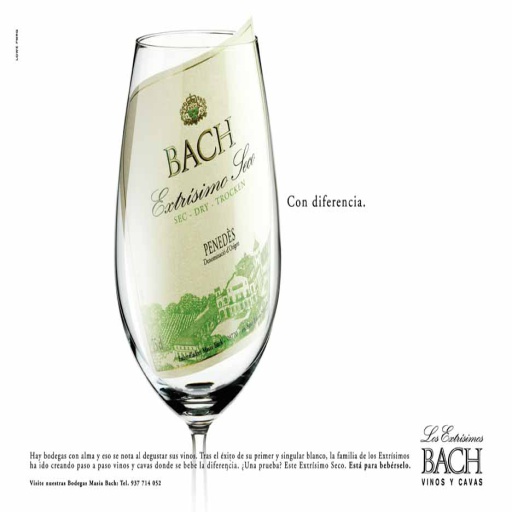 BACH
Extrísimo Seco
SEC - DRY - TROCKEN
PENEDÈS
Denominació d'Origen
Con diferencia.
Hay bodegas con alma y eso se nota al degustar sus vinos. Tras el éxito de su primer y singular blanco, la familia de los Extrísimos
ha ido creando paso a paso vinos y cavas donde se bebe la diferencia. ¿Una prueba? Este Extrísimo Seco. Está para bebérselo.
Visite nuestras Bodegas Masía Bach: Tel. 937 714 052
Los Extrísimos
BACH
VINOS Y CAVAS